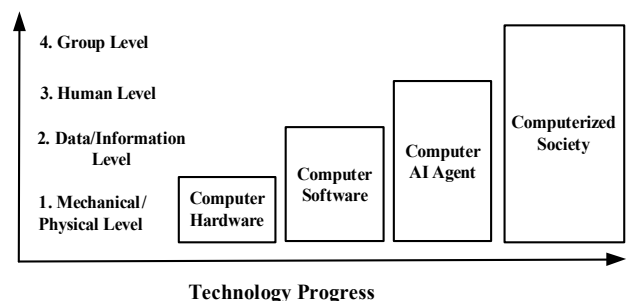 4. Group Level
3. Human Level
2. Data/Information
Level
1. Mechanical/
Physical Level
Computer
Hardware
Computer
Software
Computer
AI Agent
Computerized
Society
Technology Progress